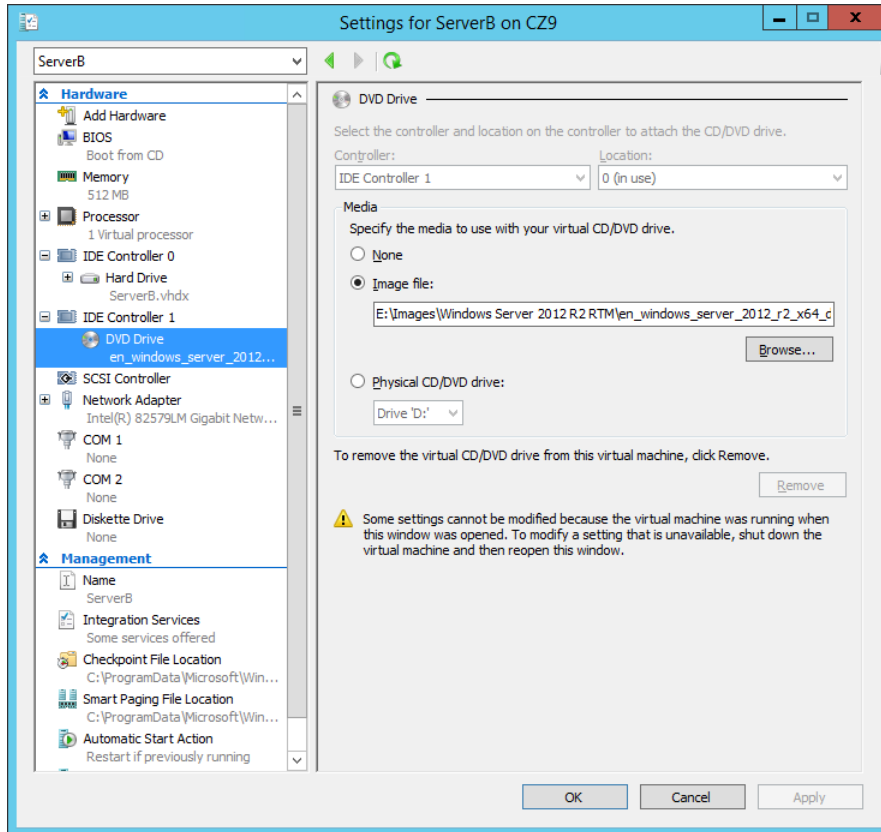 Settings for ServerB on CZ9
ServerB
Hardware
Add Hardware
BIOS
Boot from CD
Memory
512 MB
Processor
1 Virtual processor
IDE Controller 0
Hard Drive
ServerB.vhdx
IDE Controller 1
DVD Drive
en_windows_server_2012...
SCSI Controller
Network Adapter
Intel(R) 82579LM Gigabit Netw...
COM 1
None
COM 2
None
Diskette Drive
None
Management
Name
ServerB
Integration Services
Some services offered
Checkpoint File Location
C:\ProgramData\Microsoft\Win...
Smart Paging File Location
C:\ProgramData\Microsoft\Win...
Automatic Start Action
Restart if previously running
DVD Drive
Select the controller and location on the controller to attach the CD/DVD drive.
Controller: Location:
IDE Controller 1 0 (in use)
Media
Specify the media to use with your virtual CD/DVD drive.
None
Image file:
E:\Images\Windows Server 2012 R2 RTM\en_windows_server_2012_r2_x64_d
Browse...
Physical CD/DVD drive:
Drive 'D:'
To remove the virtual CD/DVD drive from this virtual machine, click Remove.
Remove
Some settings cannot be modified because the virtual machine was running when
this window was opened. To modify a setting that is unavailable, shut down the
virtual machine and then reopen this window.
OK Cancel Apply